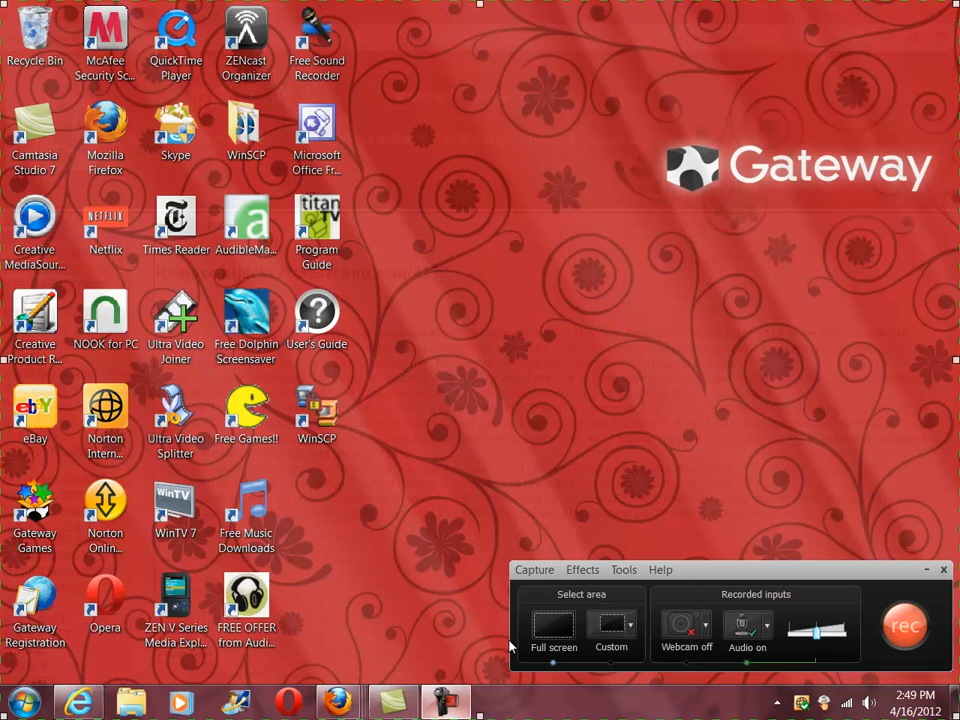 Recycle Bin
McAfee
Security Sc...
QuickTime
Player
ZENcast
Organizer
Free Sound
Recorder
Camtasia
Studio 7
Mozilla
Firefox
Skype
WinSCP
Microsoft
Office Fr...
Gateway
Creative
MediaSour...
NETFLIX
Netflix
Times Reader
a
AudibleMa...
titan
TV
Program
Guide
Creative
Product R...
NOOK for PC
Ultra Video
Joiner
Free Dolphin
Screensaver
User's Guide
ebY
eBay
Norton
Intern...
Ultra Video
Splitter
Free Games!!
WinSCP
Gateway
Games
Norton
Onlin...
WinTV
WinTV 7
Free Music
Downloads
Gateway
Registration
Opera
ZEN V Series
Media Expl...
FREE OFFER
from Audi...
Capture Effects Tools Help
Select area
Recorded inputs
Full screen
Custom
Webcam off
Audio on
rec
2:49 PM
4/16/2012